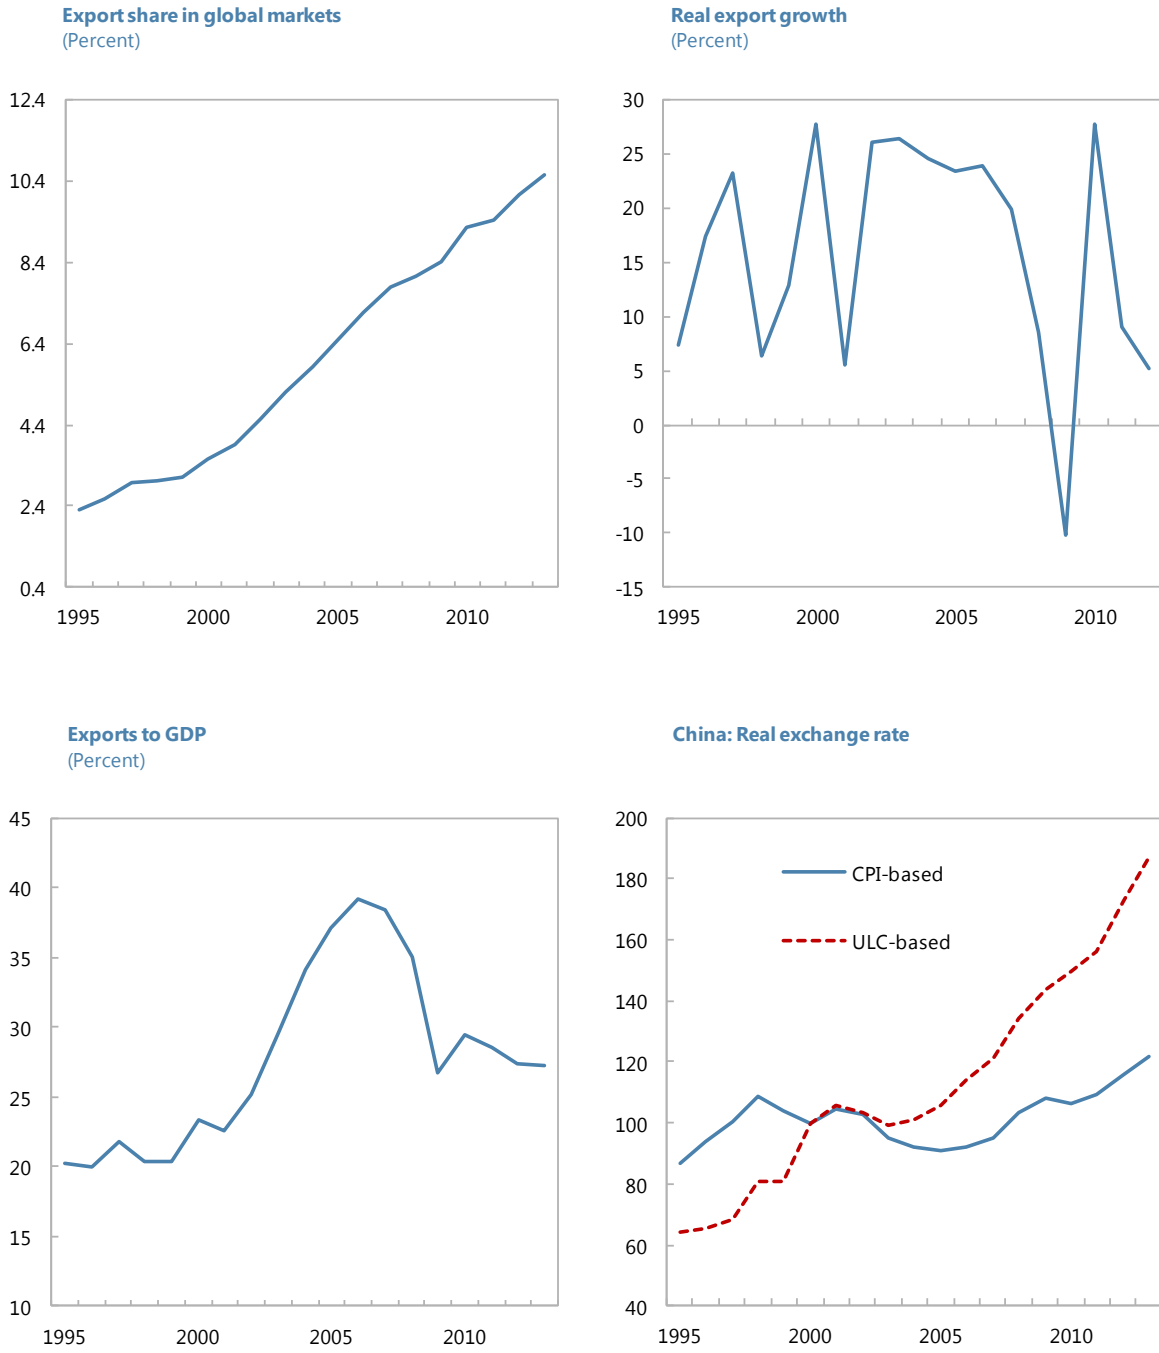 Export share in global markets
(Percent)
12.4
10.4
8.4
6.4
4.4
2.4
0.4
1995 2000 2005 2010
Real export growth
(Percent)
30
25
20
15
10
5
0
-5
-10
-15
1995 2000 2005 2010
Exports to GDP
(Percent)
45
40
35
30
25
20
15
10
1995 2000 2005 2010
China: Real exchange rate
200
180
160
140
120
100
80
60
40
CPI-based
ULC-based
1995 2000 2005 2010